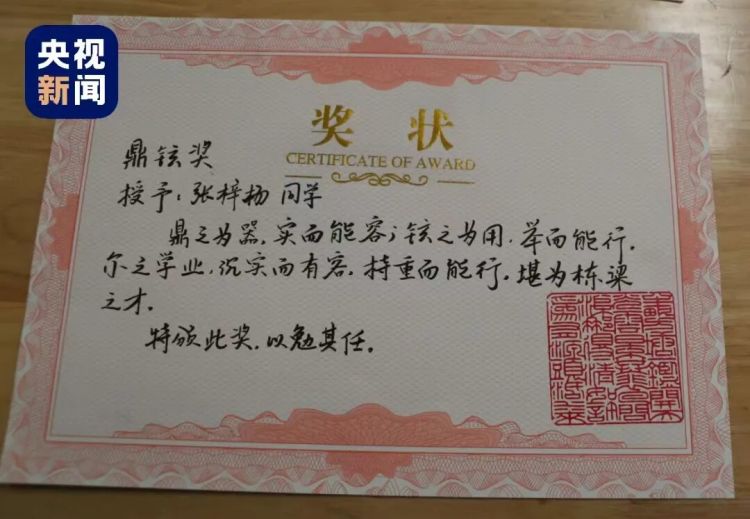 央视
新闻
奖 状
CERTIFICATE OF AWARD
鼎铉奖
授予:张梓杨 同学
鼎之为器,实而能容;铉之为用,举而能行。
尔之学业,沉实而有容,持重而能行。堪为栋梁
之才。
特颁此奖,以勉其任。